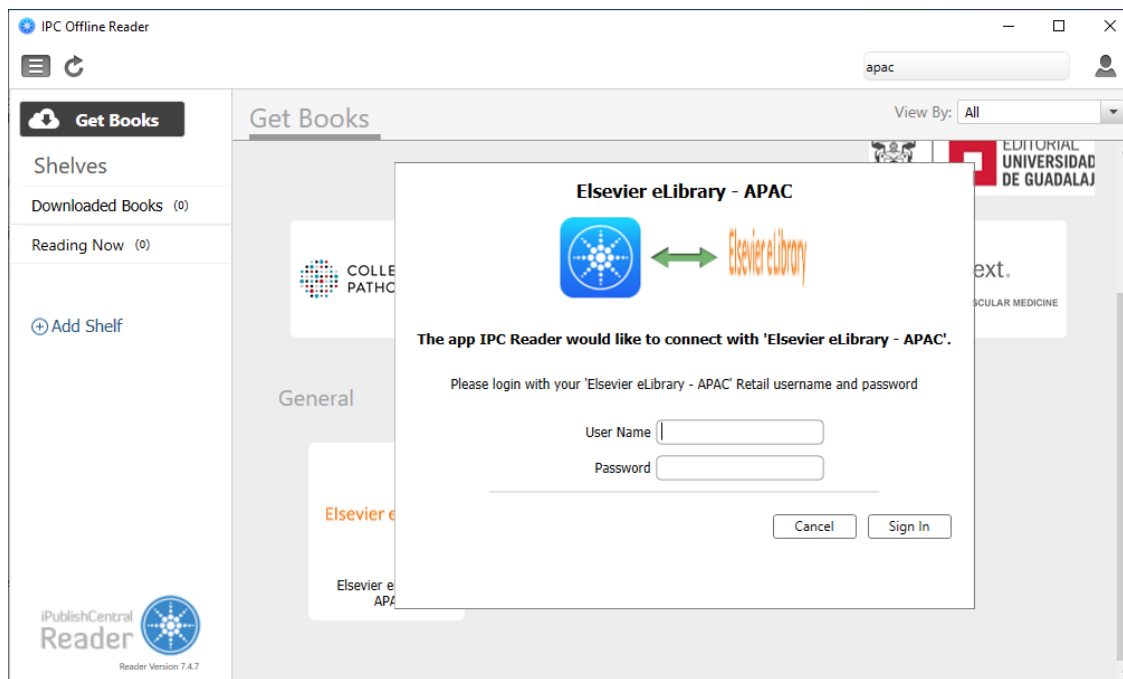 IPC Offline Reader
apac
Get Books
Get Books
View By: All
Shelves
Downloaded Books (0)
Reading Now (0)
Add Shelf
EDITORIAL
UNIVERSIDAD
DE GUADALAJ
COLLE
PATHO
ext.
SCULAR MEDICINE
Elsevier eLibrary - APAC
Elsevier eLibrary
The app IPC Reader would like to connect with 'Elsevier eLibrary - APAC'.
Please login with your 'Elsevier eLibrary - APAC' Retail username and password
User Name
Password
Cancel
Sign In
General
Elsevier e
Elsevier e
APA
iPublishCentral
Reader
Reader Version 7.4.7